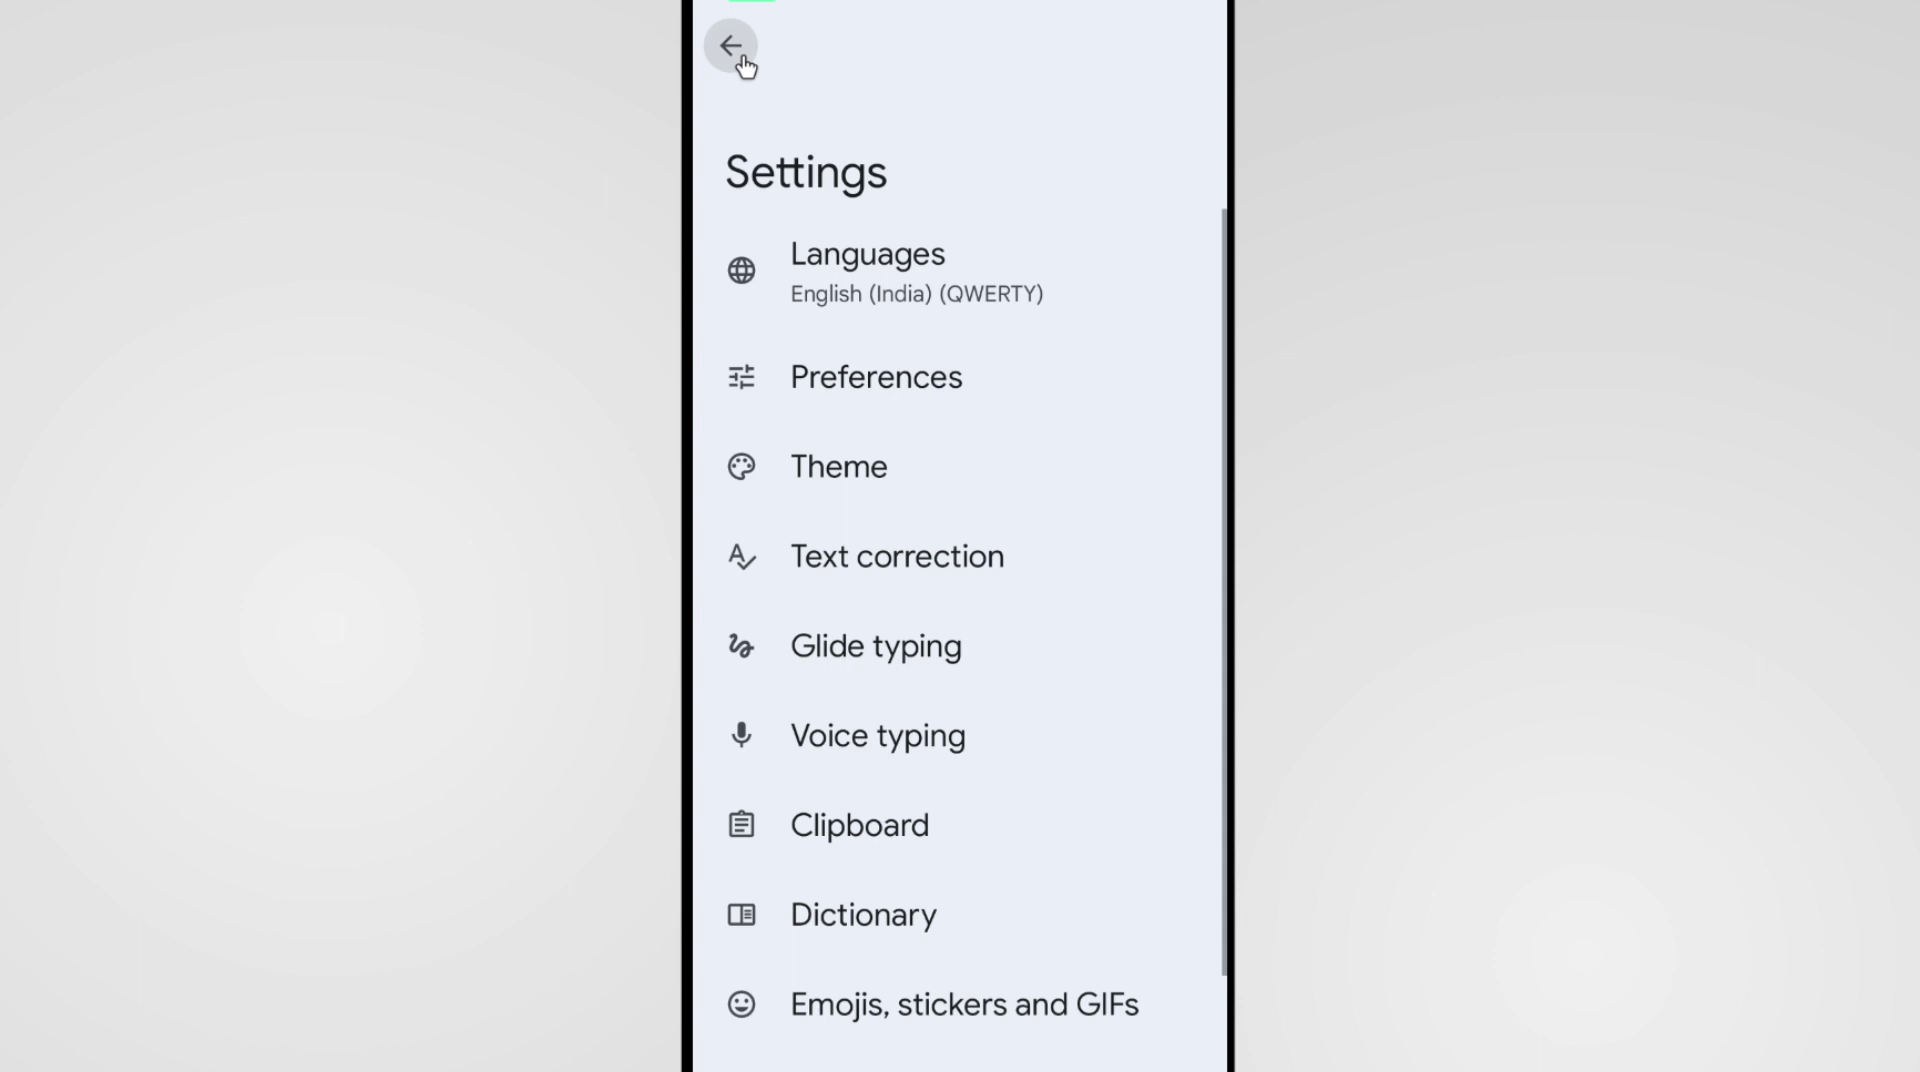 Settings
Languages
English (India) (QWERTY)
Preferences
Theme
Text correction
Glide typing
Voice typing
Clipboard
Dictionary
Emojis, stickers and GIFs